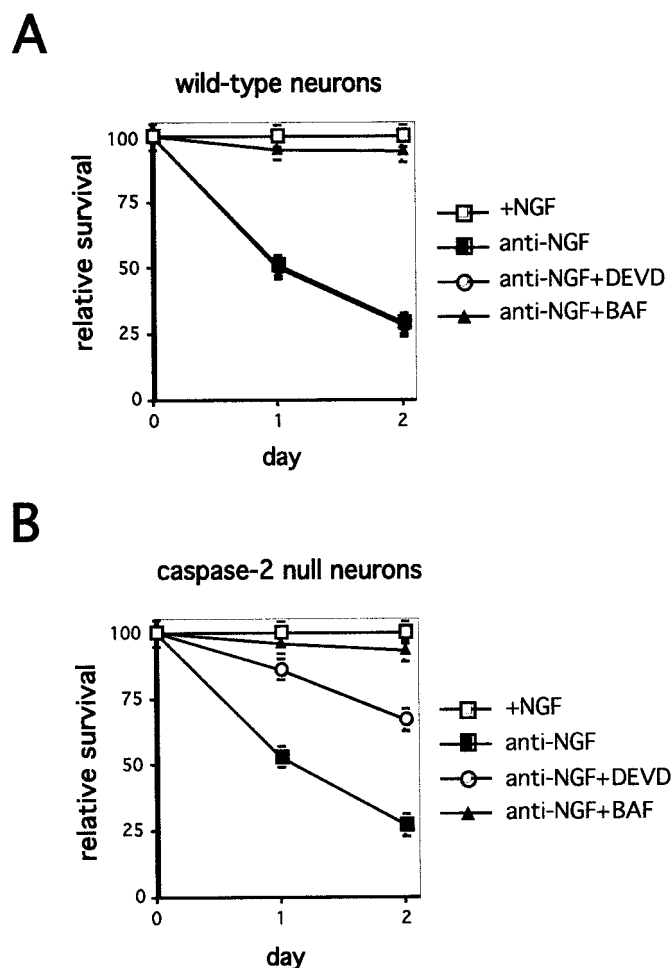 A
wild-type neurons
relative survival
100
75
50
25
0
0 1 2
day
+NGF
anti-NGF
anti-NGF+DEVD
anti-NGF+BAF
B
caspase-2 null neurons
relative survival
100
75
50
25
0
0 1 2
day
+NGF
anti-NGF
anti-NGF+DEVD
anti-NGF+BAF